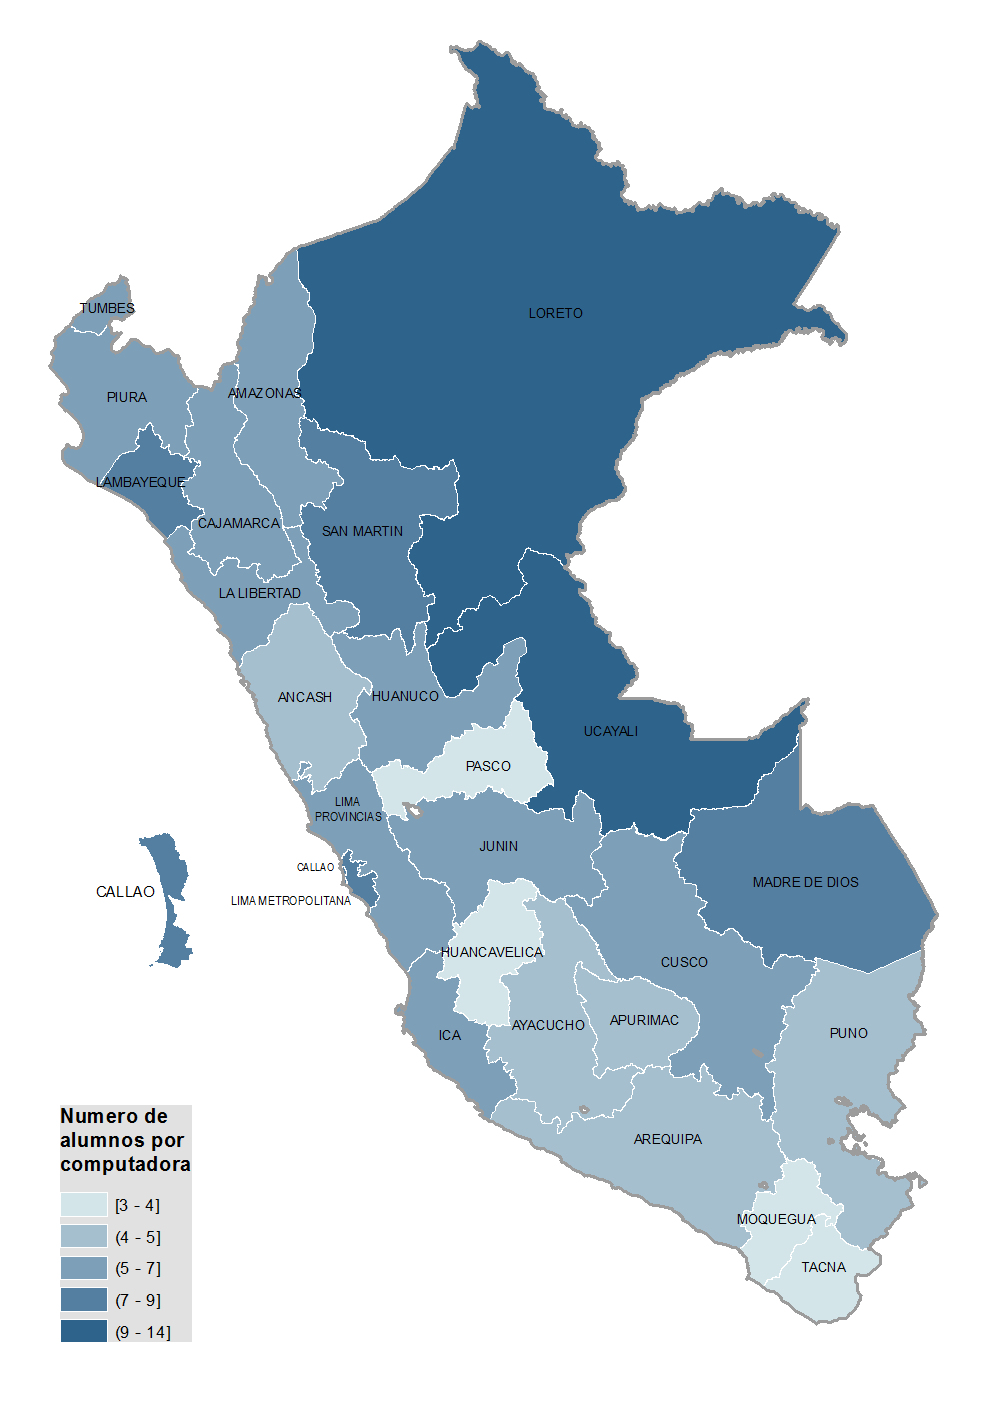 TUMBES
LORETO
PIURA
AMAZONAS
LAMBAYEQUE
CAJAMARCA
SAN MARTIN
LA LIBERTAD
ANCASH
HUANUCO
UCAYALI
PASCO
LIMA
PROVINCIAS
JUNIN
CALLAO
MADRE DE DIOS
CALLAO
LIMA METROPOLITANA
HUANCAVELICA
CUSCO
AYACUCHO
APURIMAC
ICA
PUNO
AREQUIPA
MOQUEGUA
TACNA
Numero de
alumnos por
computadora
[3 - 4]
(4 - 5]
(5 - 7]
(7 - 9]
(9 - 14]